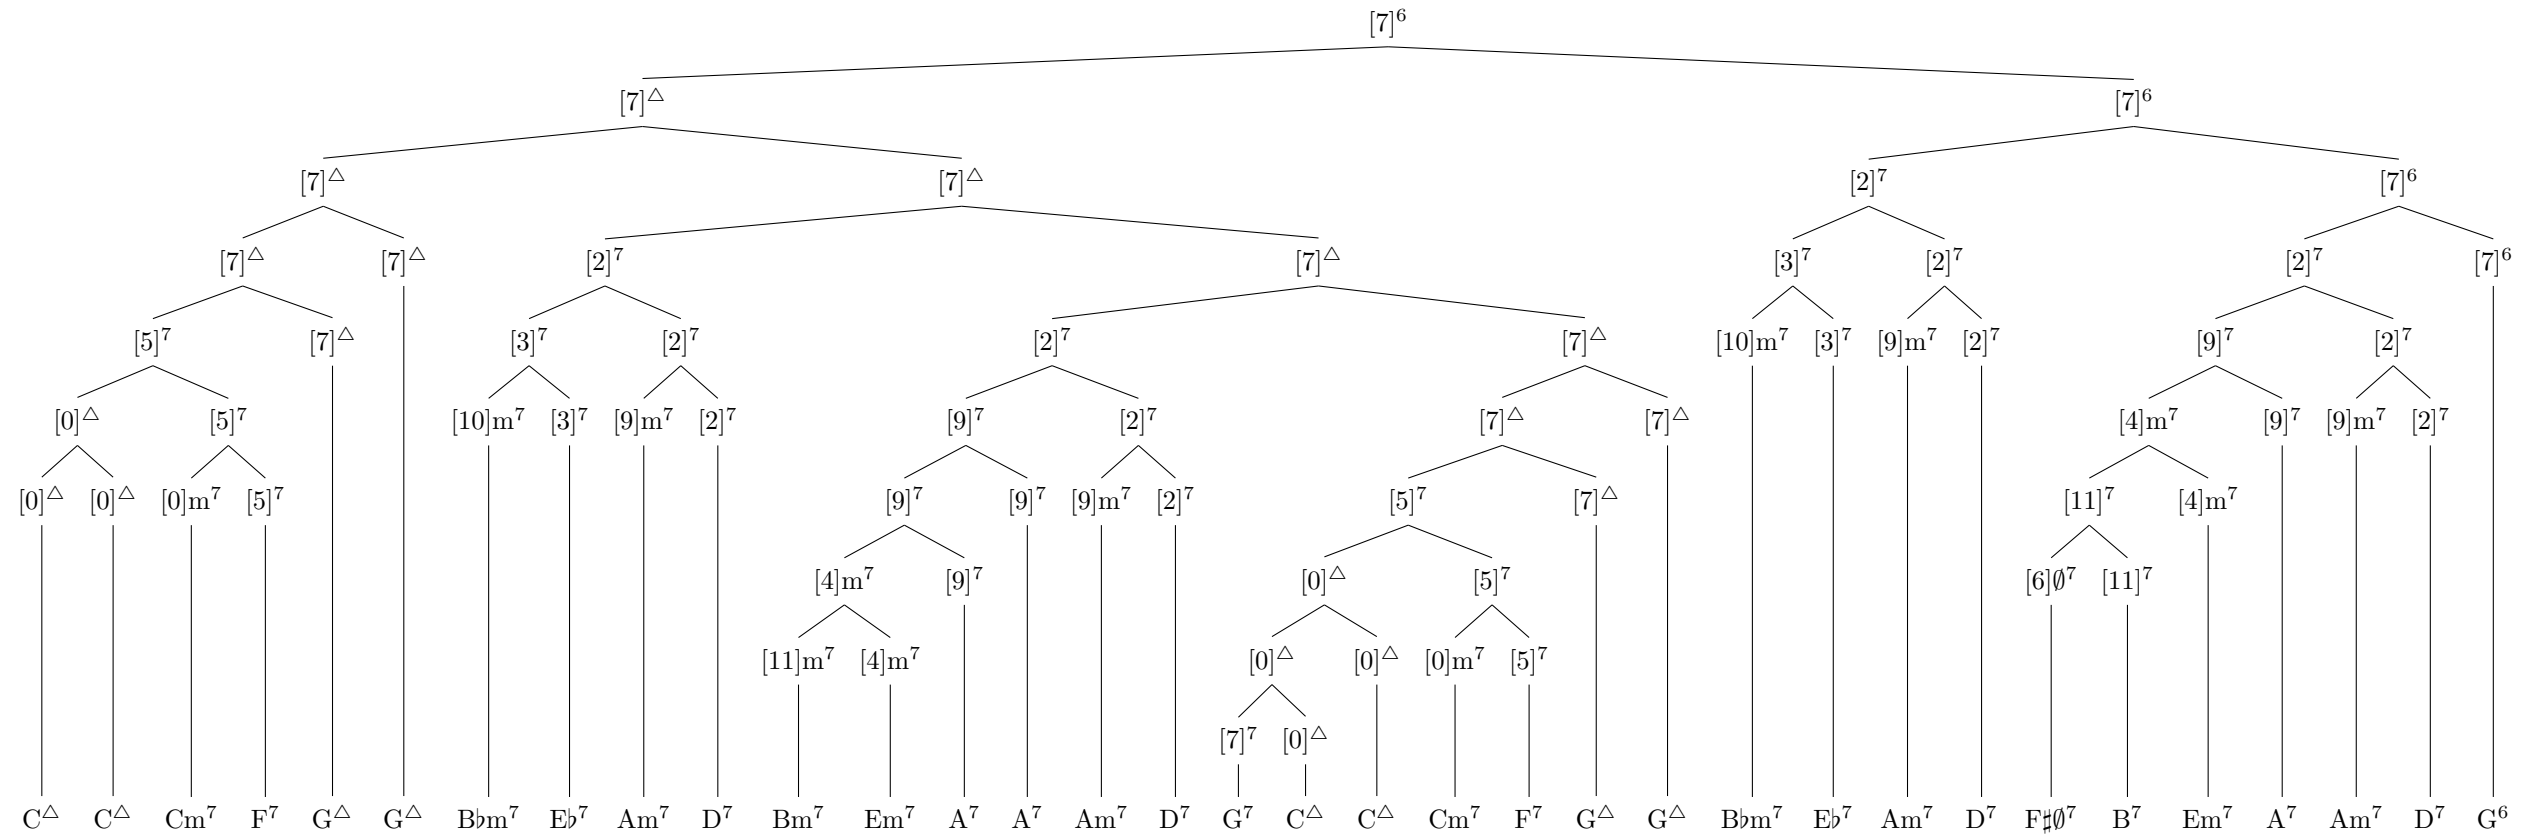 [7]⁶
[7]△ [7]⁶
[7]△ [7]△ [2]⁷ [7]⁶
[7]△ [7]△ [2]⁷ [7]△ [3]⁷ [2]⁷ [2]⁷ [7]⁶
[5]⁷ [7]△ [3]⁷ [2]⁷ [2]⁷ [7]△ [10]m⁷ [3]⁷ [9]m⁷ [2]⁷ [9]⁷ [2]⁷
[0]△ [5]⁷ [10]m⁷ [3]⁷ [9]m⁷ [2]⁷ [9]⁷ [2]⁷ [7]△ [7]△ [4]m⁷ [9]⁷ [9]m⁷ [2]⁷
[0]△ [0]△ [0]m⁷ [5]⁷ [9]⁷ [9]⁷ [9]m⁷ [2]⁷ [5]⁷ [7]△ [11]⁷ [4]m⁷
[4]m⁷ [9]⁷ [0]△ [5]⁷ [6]∅⁷ [11]⁷
[11]m⁷ [4]m⁷ [0]△ [0]△ [0]m⁷ [5]⁷
[7]⁷ [0]△
C△ C△ Cm⁷ F⁷ G△ G△ B♭m⁷ E♭⁷ Am⁷ D⁷ Bm⁷ Em⁷ A⁷ A⁷ Am⁷ D⁷ G⁷ C△ C△ Cm⁷ F⁷ G△ G△ B♭m⁷ E♭⁷ Am⁷ D⁷ F♯∅⁷ B⁷ Em⁷ A⁷ Am⁷ D⁷ G⁶